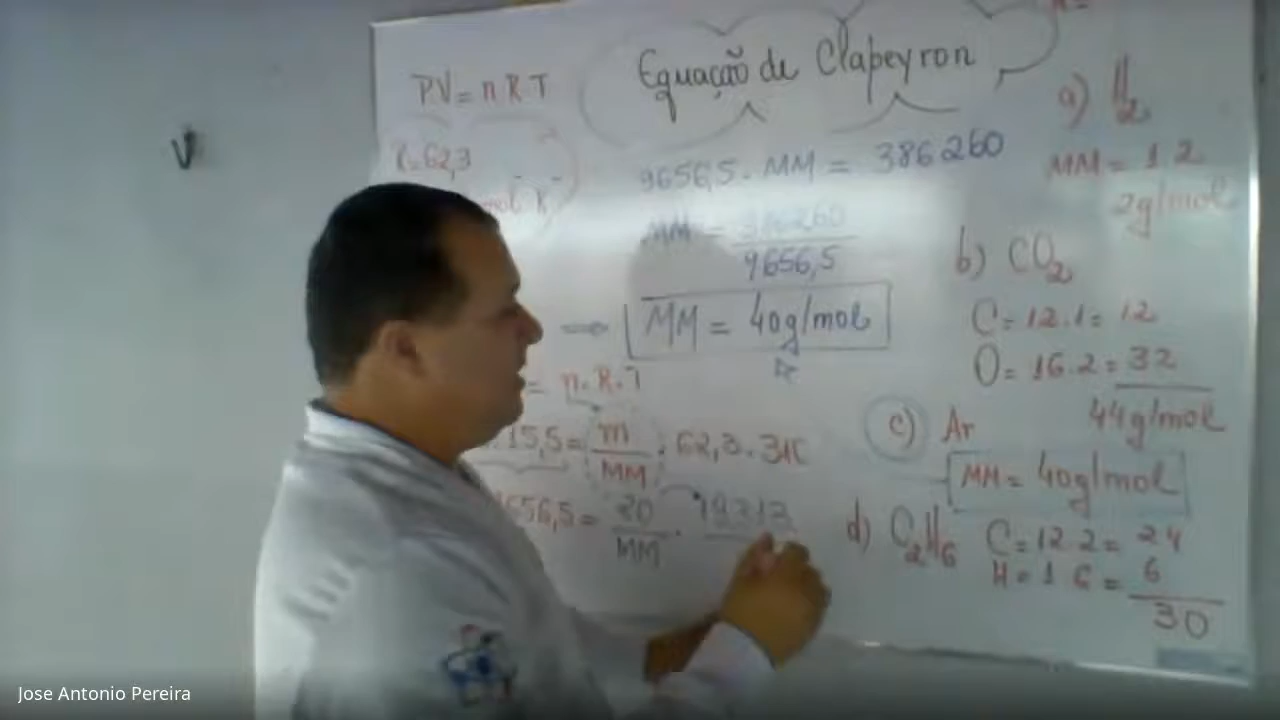 Equação de Clapeyron
PV = n R T
R = 62,3
mol K
9656,5 . MM = 386260
MM = 386260
9656,5
MM = 40g/mol
= n.R.T
15,5 = m . 62,3 . 310
MM
656,5 = 20 . 19313
MM
a) H2
MM = 1 2
2g/mol
b) CO2
C = 12.1 = 12
O = 16.2 = 32
44g/mol
c) Ar
MM = 40g/mol
d) C2H6 C = 12 2 = 24
H = 1 6 = 6
30
Jose Antonio Pereira